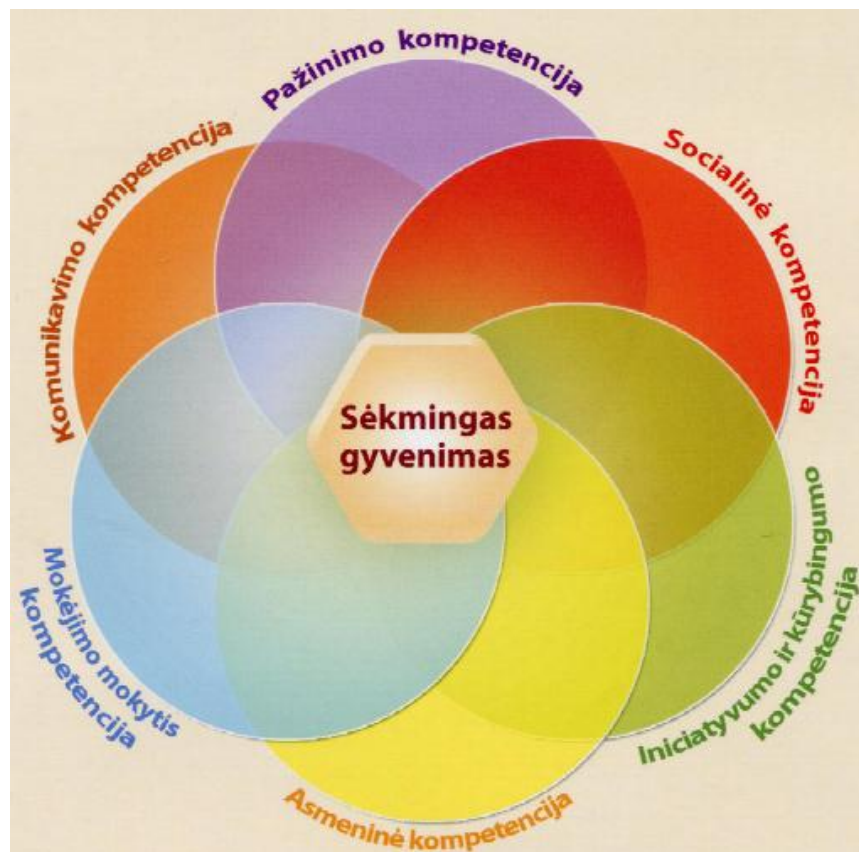 Pažinimo kompetencija
Socialinė kompetencija
Komunikavimo kompetencija
Sėkmingas
gyvenimas
Iniciatyvumo ir kūrybingumo
kompetencija
Mokėjimo mokytis
kompetencija
Asmeninė kompetencija